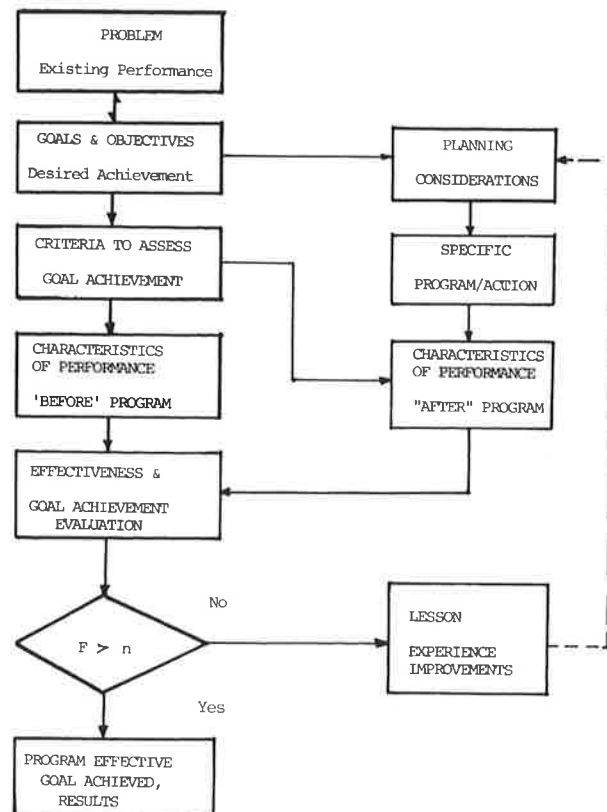 PROBLEM
Existing Performance
GOALS & OBJECTIVES
Desired Achievement
PLANNING
CONSIDERATIONS
CRITERIA TO ASSESS
GOAL ACHIEVEMENT
SPECIFIC
PROGRAM/ACTION
CHARACTERISTICS
OF PERFORMANCE
'BEFORE' PROGRAM
CHARACTERISTICS
OF PERFORMANCE
"AFTER" PROGRAM
EFFECTIVENESS &
GOAL ACHIEVEMENT
EVALUATION
F > n
No
LESSON
EXPERIENCE
IMPROVEMENTS
Yes
PROGRAM EFFECTIVE
GOAL ACHIEVED,
RESULTS